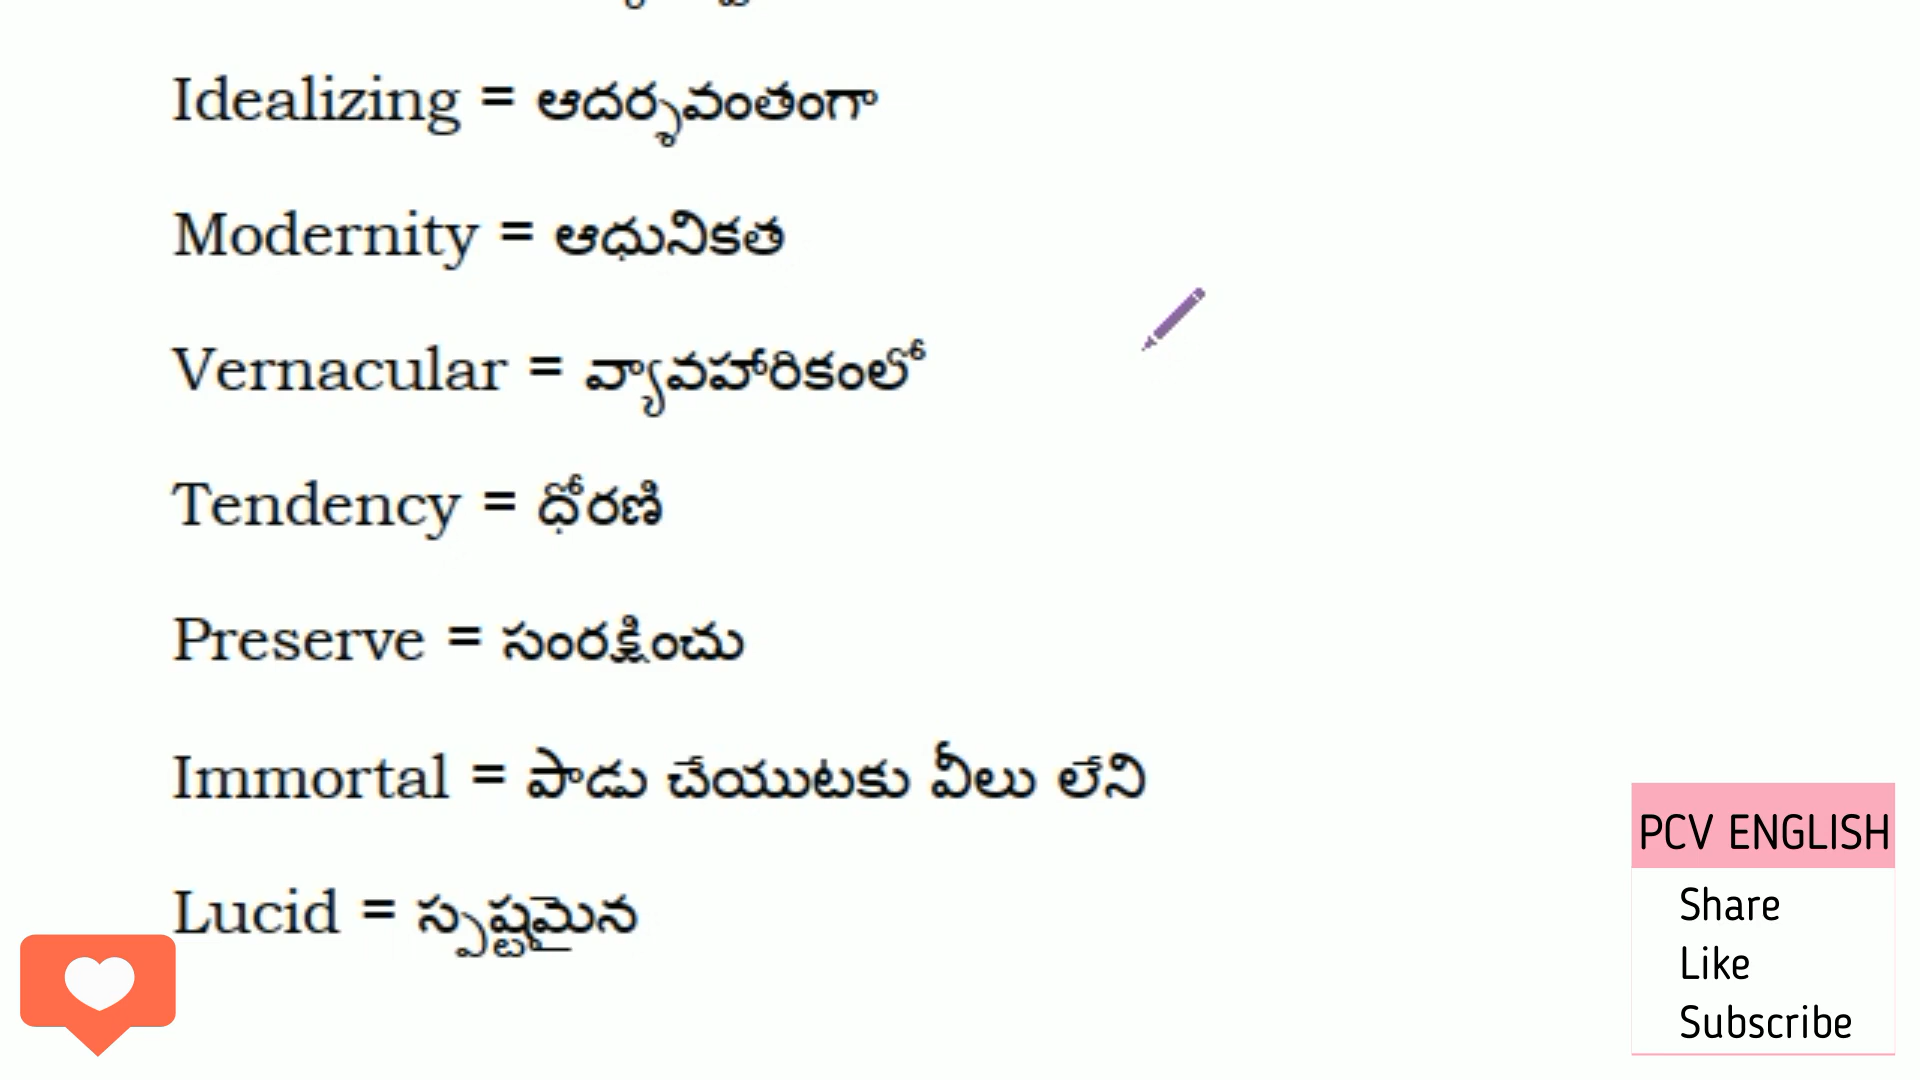 Idealizing = ఆదర్శవంతంగా
Modernity = ఆధునికత
Vernacular = వ్యావహారికంలో
Tendency = ధోరణి
Preserve = సంరక్షించు
Immortal = పాడు చేయుటకు వీలు లేని
Lucid = స్పష్టమైన
PCV ENGLISH
Share
Like
Subscribe